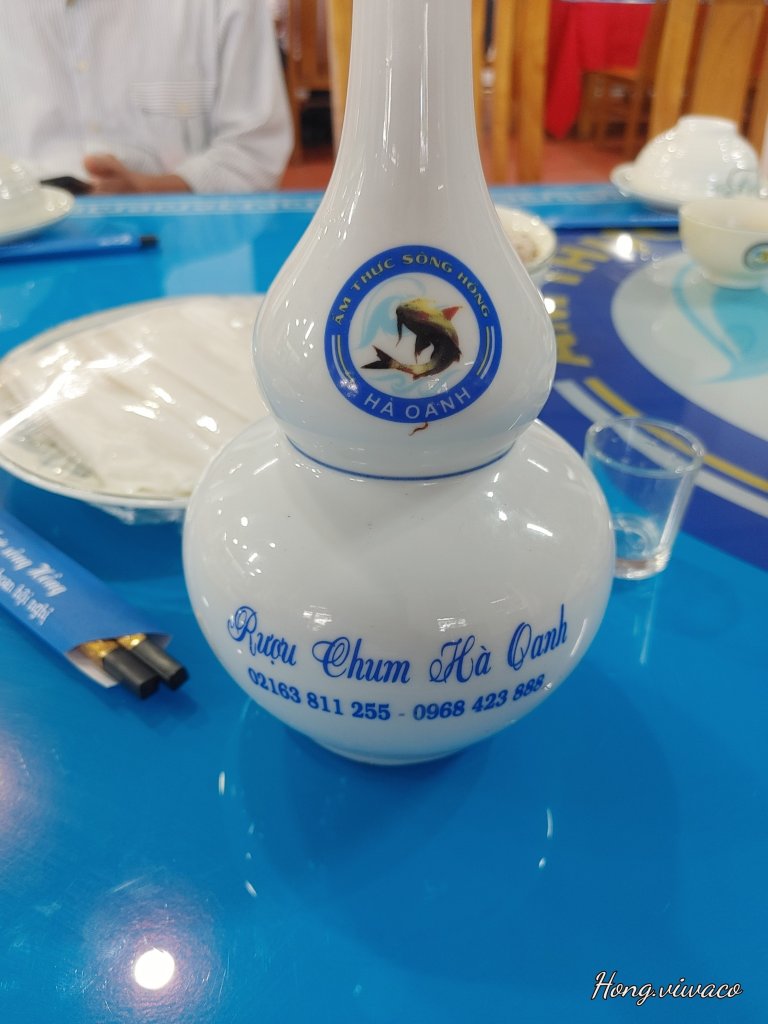 ẨM THỰC SÔNG HỒNG
HÀ OANH
Rượu Chum Hà Oanh
02163 811 255 - 0968 423 888
Hong.viwaco